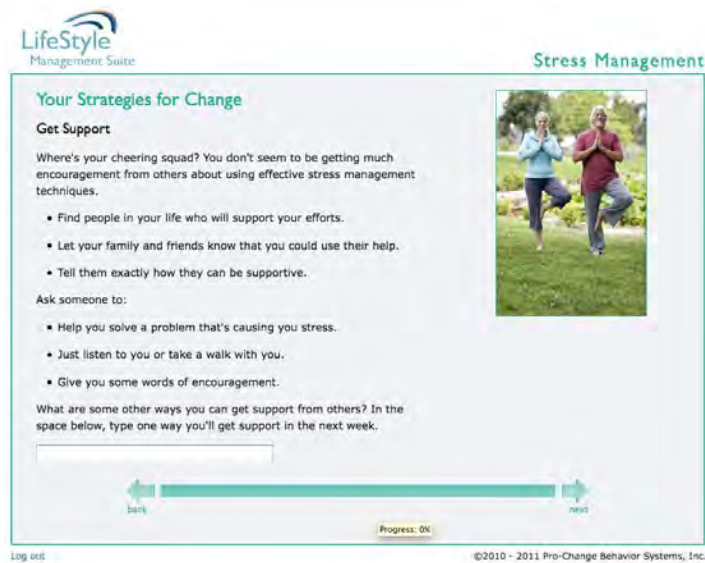 LifeStyle
Management Suite
Stress Management
Your Strategies for Change
Get Support
Where's your cheering squad? You don't seem to be getting much
encouragement from others about using effective stress management
techniques.
• Find people in your life who will support your efforts.
• Let your family and friends know that you could use their help.
• Tell them exactly how they can be supportive.
Ask someone to:
• Help you solve a problem that's causing you stress.
• Just listen to you or take a walk with you.
• Give you some words of encouragement.
What are some other ways you can get support from others? In the
space below, type one way you'll get support in the next week.
back
next
Progress: 0%
Log out
©2010 - 2011 Pro-Change Behavior Systems, Inc.